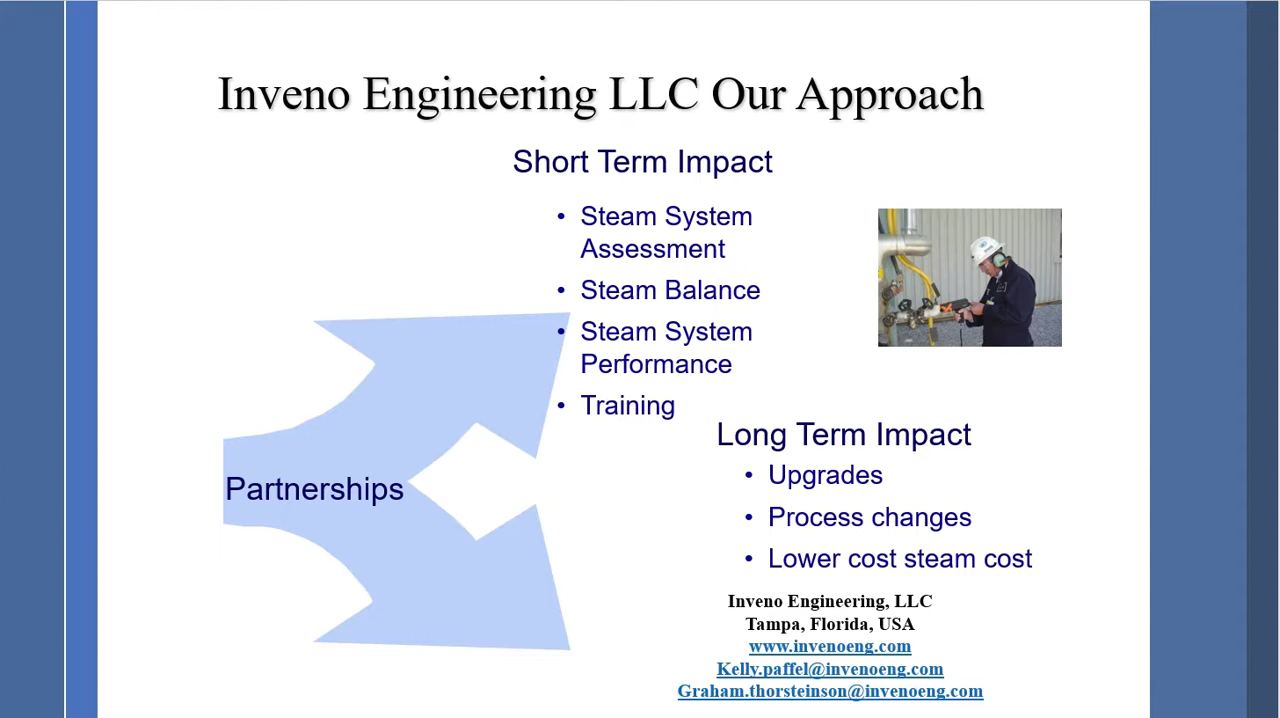 Inveno Engineering LLC Our Approach
Short Term Impact
• Steam System
Assessment
• Steam Balance
• Steam System
Performance
• Training
Partnerships
Long Term Impact
• Upgrades
• Process changes
• Lower cost steam cost
Inveno Engineering, LLC
Tampa, Florida, USA
www.invenoeng.com
Kelly.paffel@invenoeng.com
Graham.thorsteinson@invenoeng.com